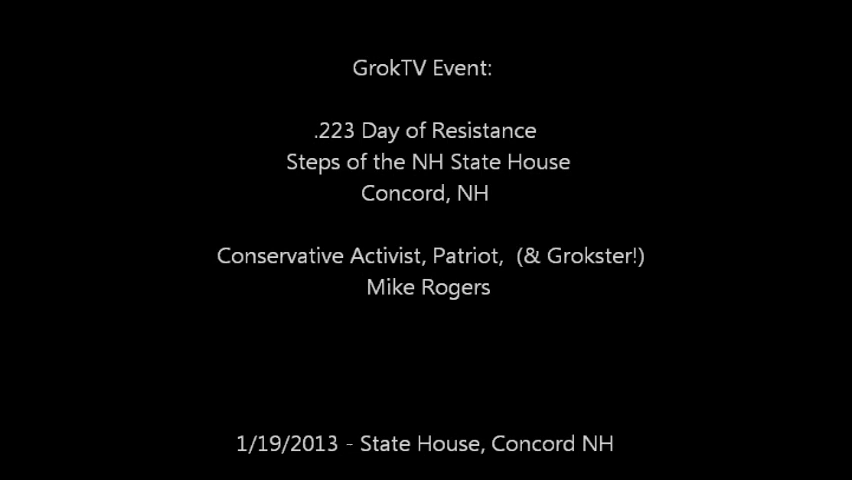 GrokTV Event:
.223 Day of Resistance
Steps of the NH State House
Concord, NH
Conservative Activist, Patriot,  (& Grokster!)
Mike Rogers
1/19/2013 - State House, Concord NH